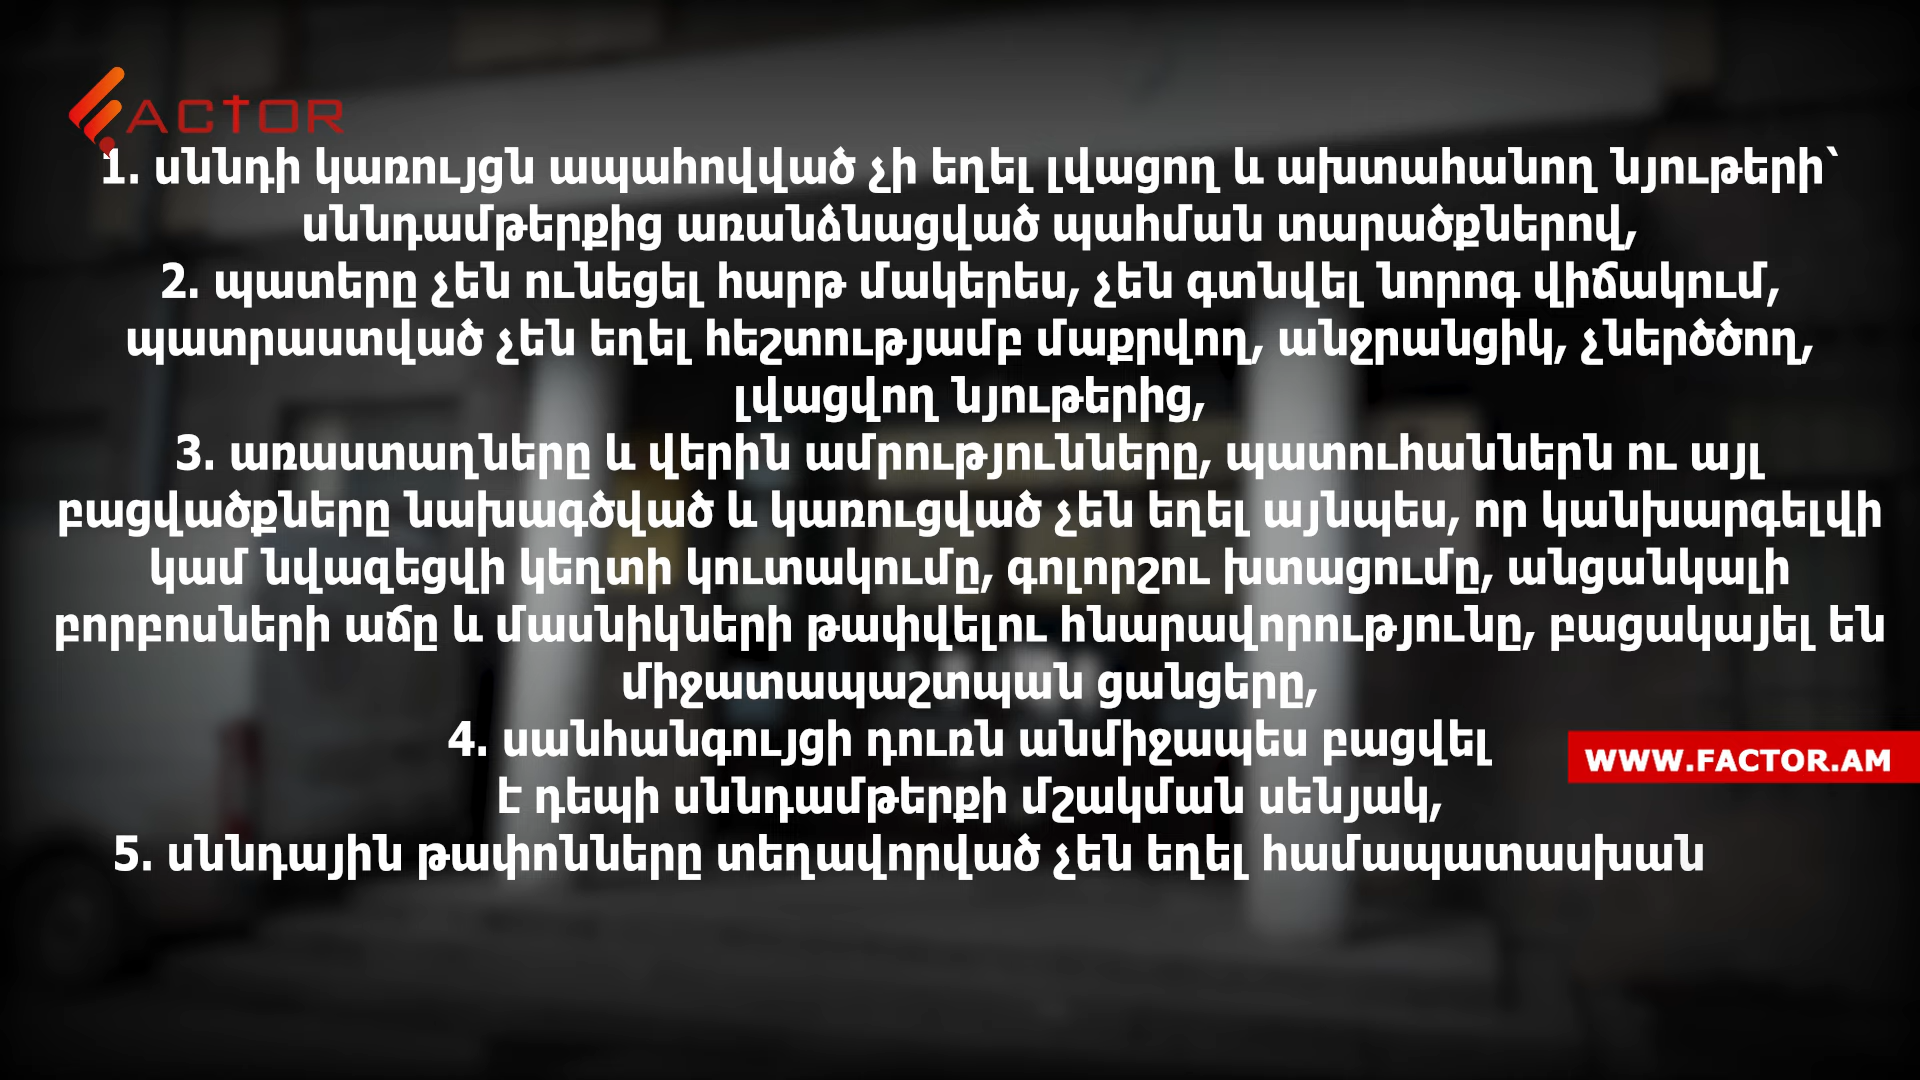 ACTOR
1. սննդի կառույցն ապահովված չի եղել լվացող և ախտահանող նյութերի՝
սննդամթերքից առանձնացված պահման տարածքներով,
2. պատերը չեն ունեցել հարթ մակերես, չեն գտնվել նորոգ վիճակում,
պատրաստված չեն եղել հեշտությամբ մաքրվող, անջրանցիկ, չներծծող,
լվացվող նյութերից,
3. առաստաղները և վերին ամրությունները, պատուհաններն ու այլ
բացվածքները նախագծված և կառուցված չեն եղել այնպես, որ կանխարգելվի
կամ նվազեցվի կեղտի կուտակումը, գոլորշու խտացումը, անցանկալի
բորբոսների աճը և մասնիկների թափվելու հնարավորությունը, բացակայել են
միջատապաշտպան ցանցերը,
4. սանհանգույցի դուռն անմիջապես բացվել
WWW.FACTOR.AM
է դեպի սննդամթերքի մշակման սենյակ,
5. սննդային թափոնները տեղավորված չեն եղել համապատասխան